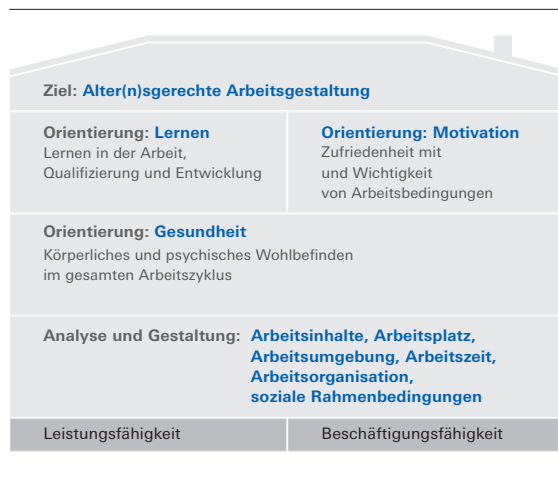 Ziel: Alter(n)sgerechte Arbeitsgestaltung
Orientierung: Lernen
Lernen in der Arbeit,
Qualifizierung und Entwicklung
Orientierung: Motivation
Zufriedenheit mit
und Wichtigkeit
von Arbeitsbedingungen
Orientierung: Gesundheit
Körperliches und psychisches Wohlbefinden
im gesamten Arbeitszyklus
Analyse und Gestaltung: Arbeitsinhalte, Arbeitsplatz,
Arbeitsumgebung, Arbeitszeit,
Arbeitsorganisation,
soziale Rahmenbedingungen
Leistungsfähigkeit
Beschäftigungsfähigkeit